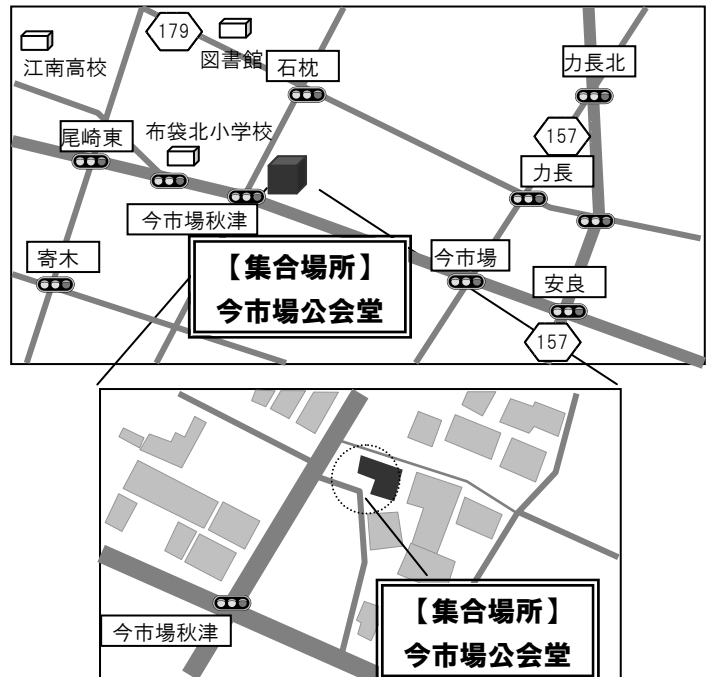 179
図書館
江南高校
石枕
力長北
157
尾崎東
布袋北小学校
力長
今市場秋津
寄木
【集合場所】
今市場公会堂
今市場
安良
157
今市場秋津
【集合場所】
今市場公会堂